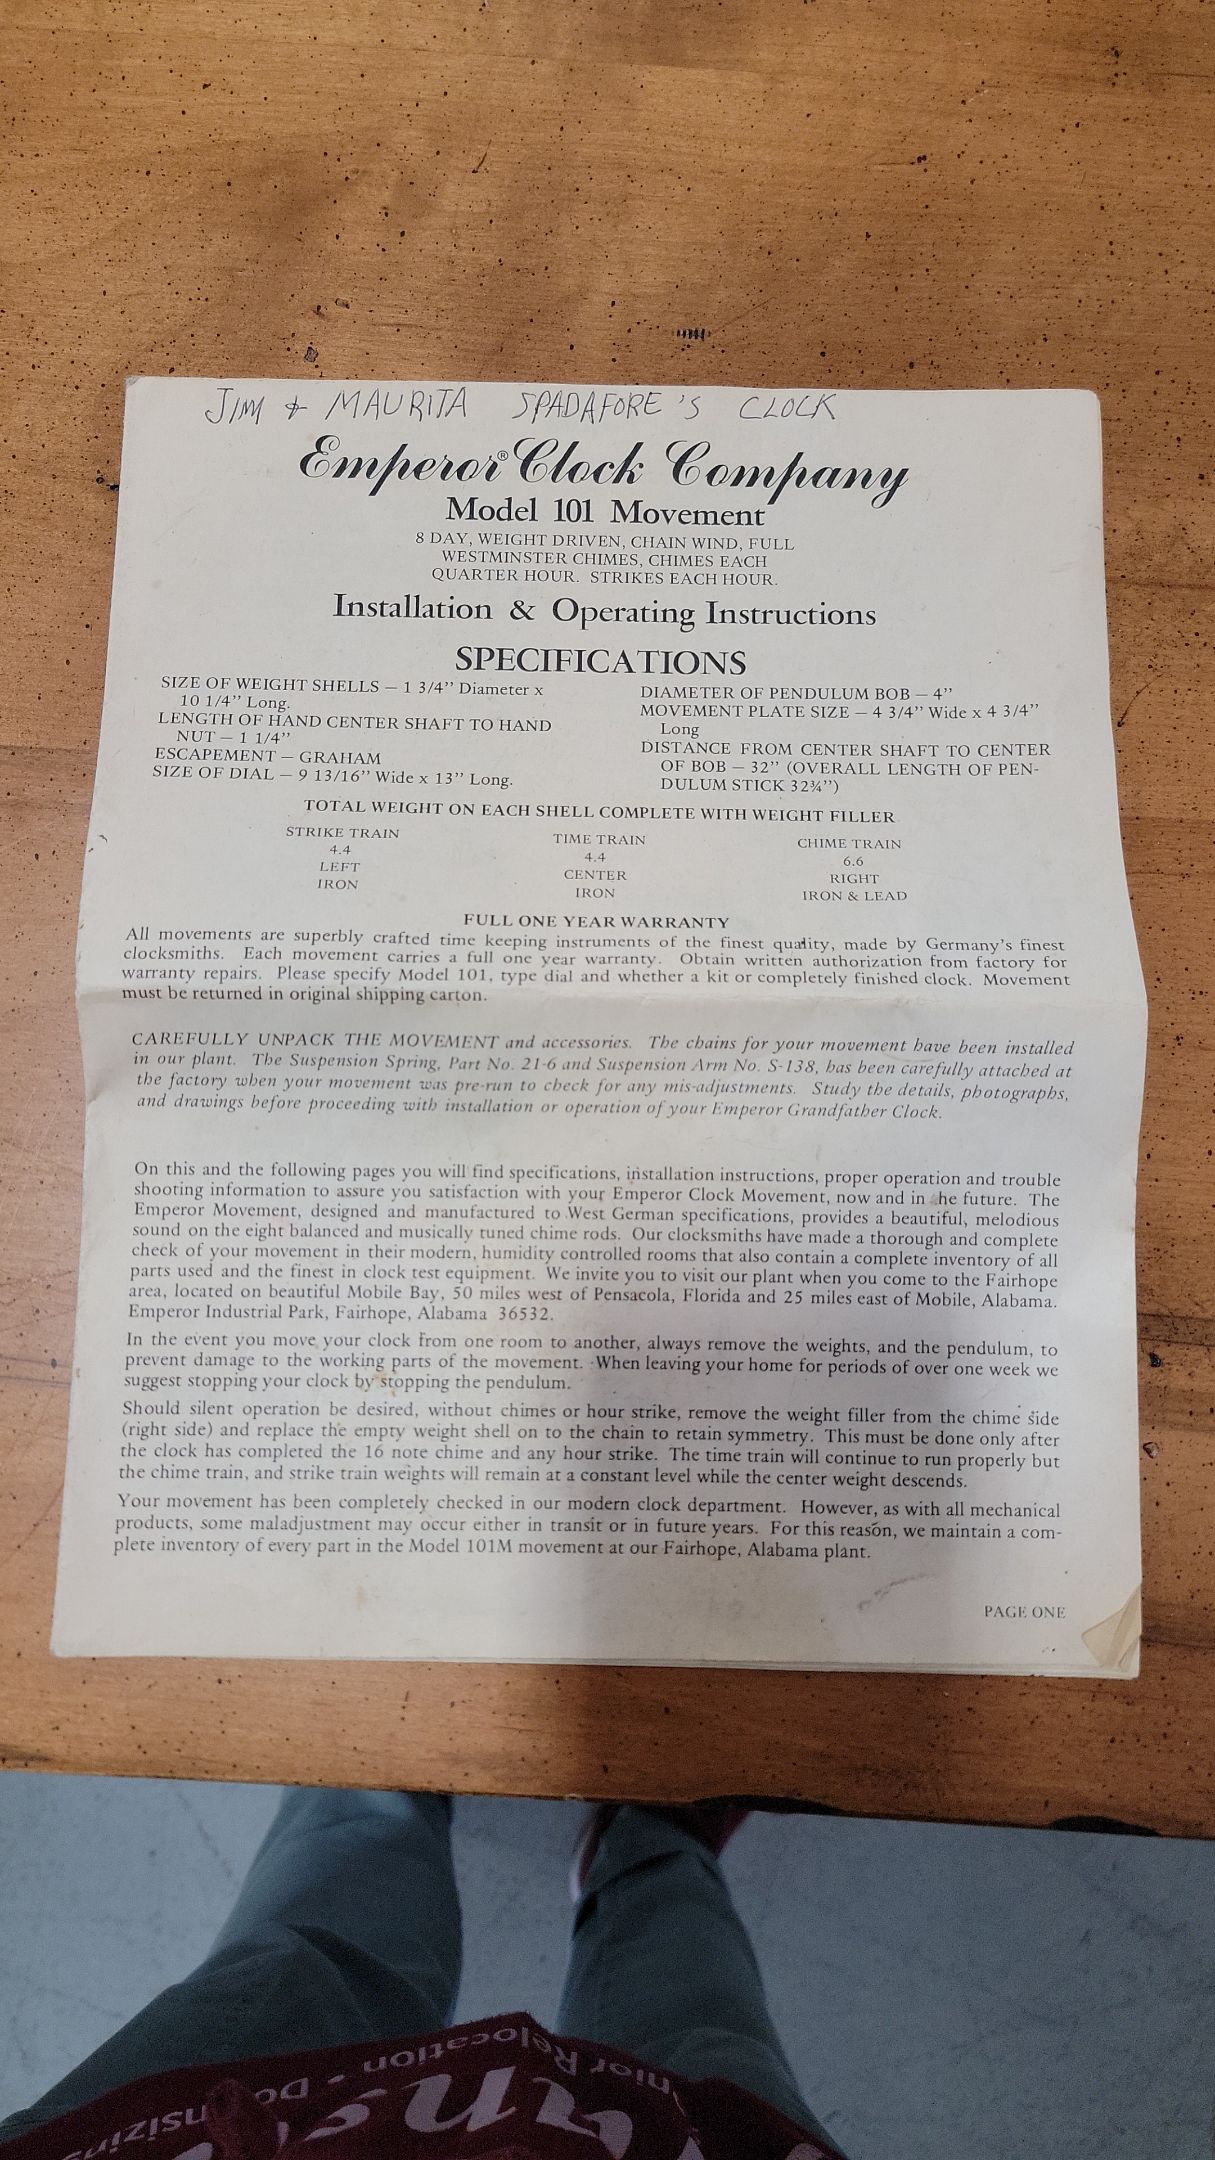 JIM & MAURITA SPADAFORE'S CLOCK
Emperor® Clock Company
Model 101 Movement
8 DAY, WEIGHT DRIVEN, CHAIN WIND, FULL
WESTMINSTER CHIMES, CHIMES EACH
QUARTER HOUR. STRIKES EACH HOUR.
Installation & Operating Instructions
SPECIFICATIONS
SIZE OF WEIGHT SHELLS – 1 3/4" Diameter x
10 1/4" Long.
LENGTH OF HAND CENTER SHAFT TO HAND
NUT – 1 1/4"
ESCAPEMENT – GRAHAM
SIZE OF DIAL – 9 13/16" Wide x 13" Long.
DIAMETER OF PENDULUM BOB – 4"
MOVEMENT PLATE SIZE – 4 3/4" Wide x 4 3/4"
Long
DISTANCE FROM CENTER SHAFT TO CENTER
OF BOB – 32" (OVERALL LENGTH OF PEN-
DULUM STICK 32¾")
TOTAL WEIGHT ON EACH SHELL COMPLETE WITH WEIGHT FILLER
STRIKE TRAIN
4.4
LEFT
IRON
TIME TRAIN
4.4
CENTER
IRON
CHIME TRAIN
6.6
RIGHT
IRON & LEAD
FULL ONE YEAR WARRANTY
All movements are superbly crafted time keeping instruments of the finest quality, made by Germany's finest
clocksmiths. Each movement carries a full one year warranty. Obtain written authorization from factory for
warranty repairs. Please specify Model 101, type dial and whether a kit or completely finished clock. Movement
must be returned in original shipping carton.
CAREFULLY UNPACK THE MOVEMENT and accessories. The chains for your movement have been installed
in our plant. The Suspension Spring, Part No. 21-6 and Suspension Arm No. S-138, has been carefully attached at
the factory when your movement was pre-run to check for any mis-adjustments. Study the details, photographs,
and drawings before proceeding with installation or operation of your Emperor Grandfather Clock.
On this and the following pages you will find specifications, installation instructions, proper operation and trouble
shooting information to assure you satisfaction with your Emperor Clock Movement, now and in he future. The
Emperor Movement, designed and manufactured to West German specifications, provides a beautiful, melodious
sound on the eight balanced and musically tuned chime rods. Our clocksmiths have made a thorough and complete
check of your movement in their modern, humidity controlled rooms that also contain a complete inventory of all
parts used and the finest in clock test equipment. We invite you to visit our plant when you come to the Fairhope
area, located on beautiful Mobile Bay, 50 miles west of Pensacola, Florida and 25 miles east of Mobile, Alabama.
Emperor Industrial Park, Fairhope, Alabama 36532.
In the event you move your clock from one room to another, always remove the weights, and the pendulum, to
prevent damage to the working parts of the movement. When leaving your home for periods of over one week we
suggest stopping your clock by stopping the pendulum.
Should silent operation be desired, without chimes or hour strike, remove the weight filler from the chime side
(right side) and replace the empty weight shell on to the chain to retain symmetry. This must be done only after
the clock has completed the 16 note chime and any hour strike. The time train will continue to run properly but
the chime train, and strike train weights will remain at a constant level while the center weight descends.
Your movement has been completely checked in our modern clock department. However, as with all mechanical
products, some maladjustment may occur either in transit or in future years. For this reason, we maintain a com-
plete inventory of every part in the Model 101M movement at our Fairhope, Alabama plant.
PAGE ONE
Relocation